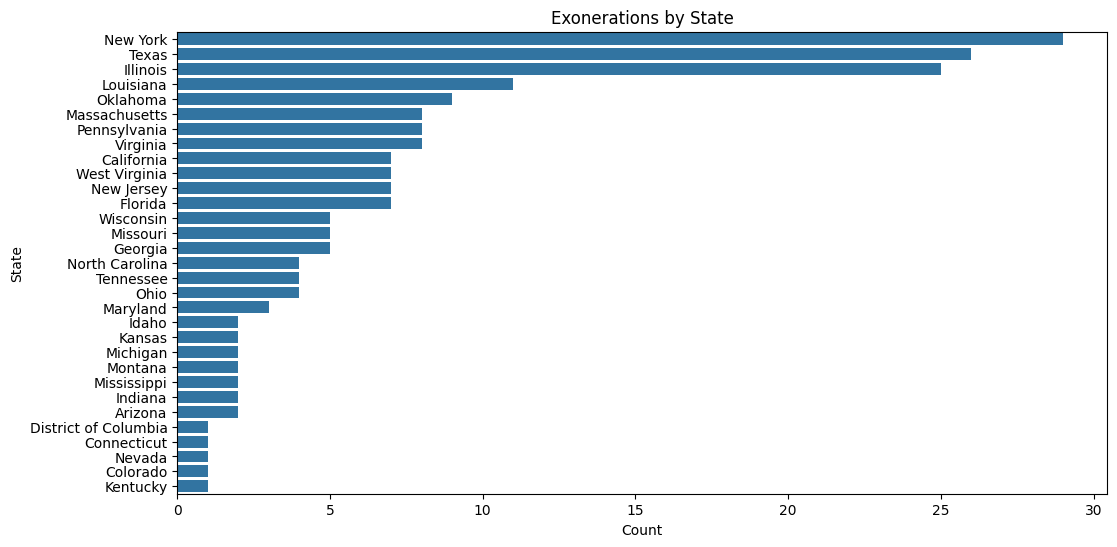 Exonerations by State
State
New York
Texas
Illinois
Louisiana
Oklahoma
Massachusetts
Pennsylvania
Virginia
California
West Virginia
New Jersey
Florida
Wisconsin
Missouri
Georgia
North Carolina
Tennessee
Ohio
Maryland
Idaho
Kansas
Michigan
Montana
Mississippi
Indiana
Arizona
District of Columbia
Connecticut
Nevada
Colorado
Kentucky
0 5 10 15 20 25 30
Count